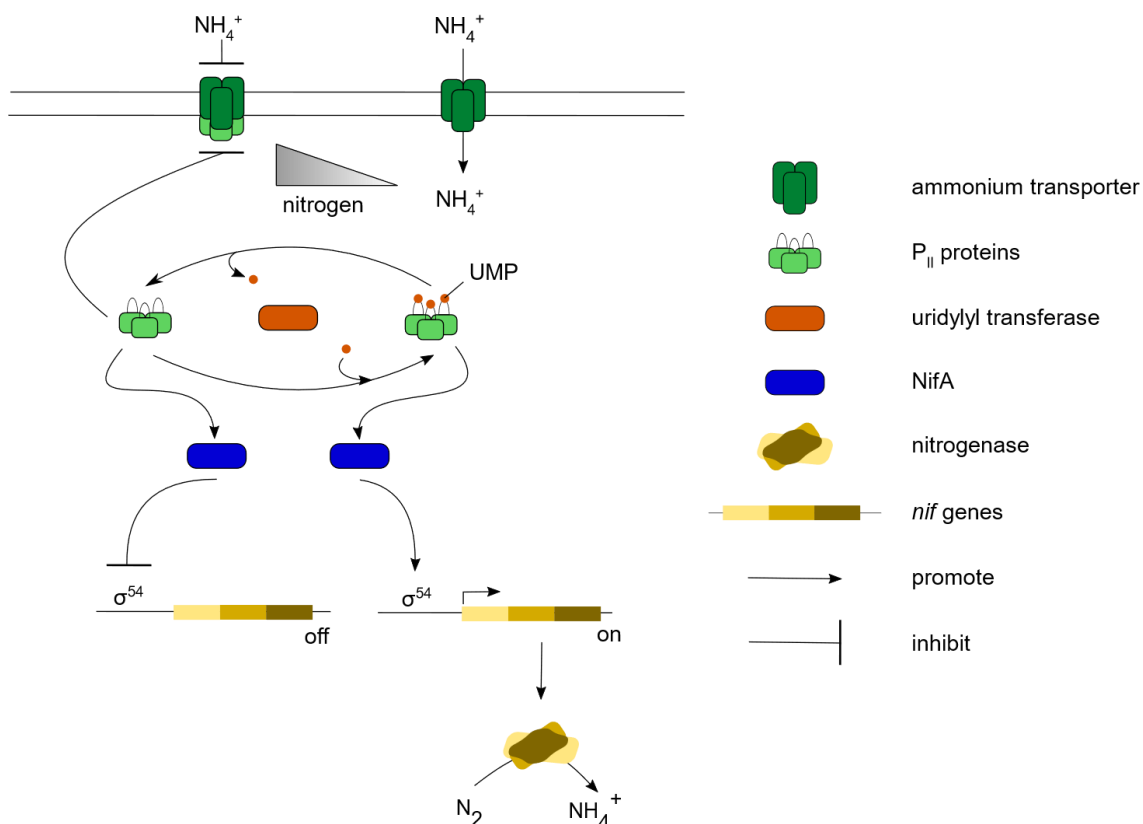 NH₄⁺
NH₄⁺
nitrogen
NH₄⁺
UMP
σ⁵⁴
off
σ⁵⁴
on
N₂
NH₄⁺
ammonium transporter
P_II proteins
uridylyl transferase
NifA
nitrogenase
nif genes
promote
inhibit